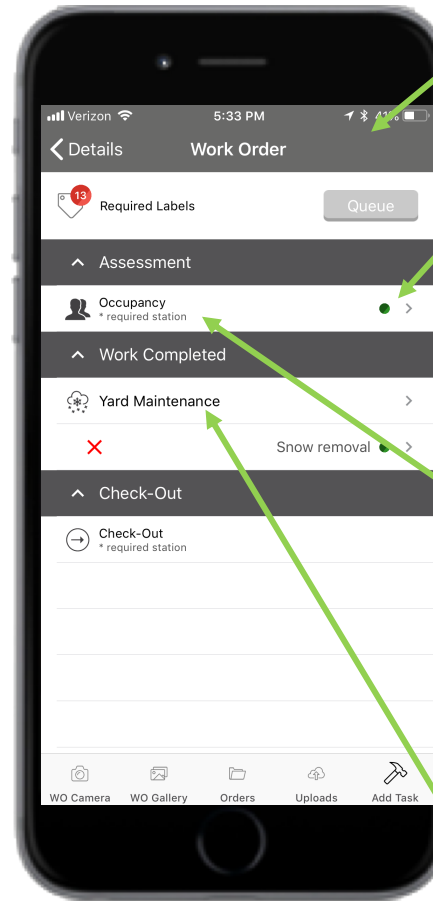 Verizon 5:33 PM 41%
Details Work Order
13 Required Labels Queue
Assessment
Occupancy
* required station
Work Completed
Yard Maintenance
Snow removal
Check-Out
Check-Out
* required station
WO Camera WO Gallery Orders Uploads Add Task